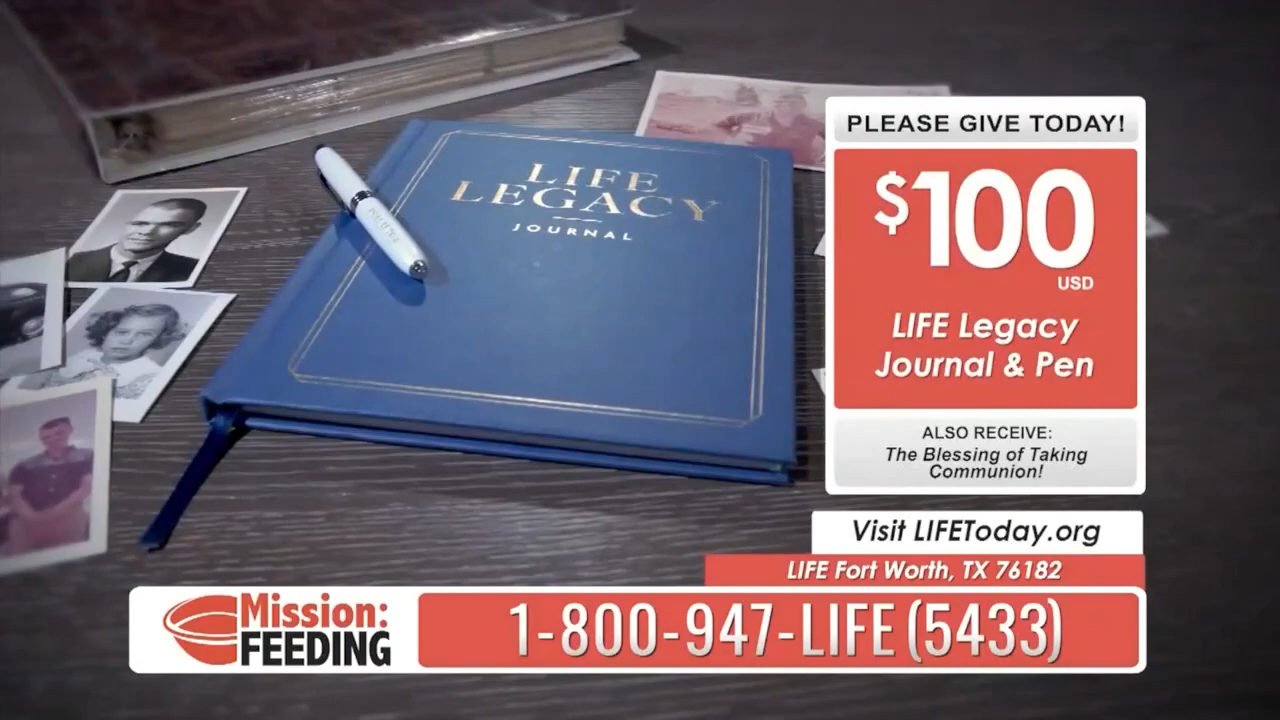 LIFE
LEGACY
JOURNAL
PLEASE GIVE TODAY!
$100
USD
LIFE Legacy
Journal & Pen
ALSO RECEIVE:
The Blessing of Taking
Communion!
Visit LIFEToday.org
LIFE Fort Worth, TX 76182
Mission:
FEEDING
1-800-947-LIFE (5433)